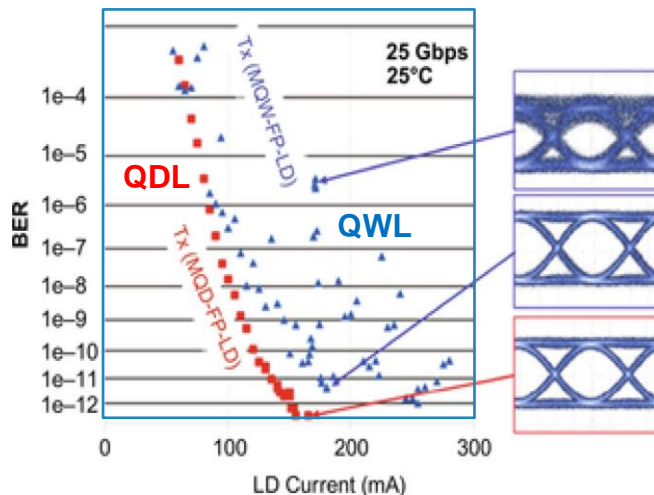 25 Gbps
25°C
Tx (MQW-FP-LD)
QDL
QWL
Tx (MQD-FP-LD)
BER
1e–4
1e–5
1e–6
1e–7
1e–8
1e–9
1e–10
1e–11
1e–12
0
100
200
300
LD Current (mA)